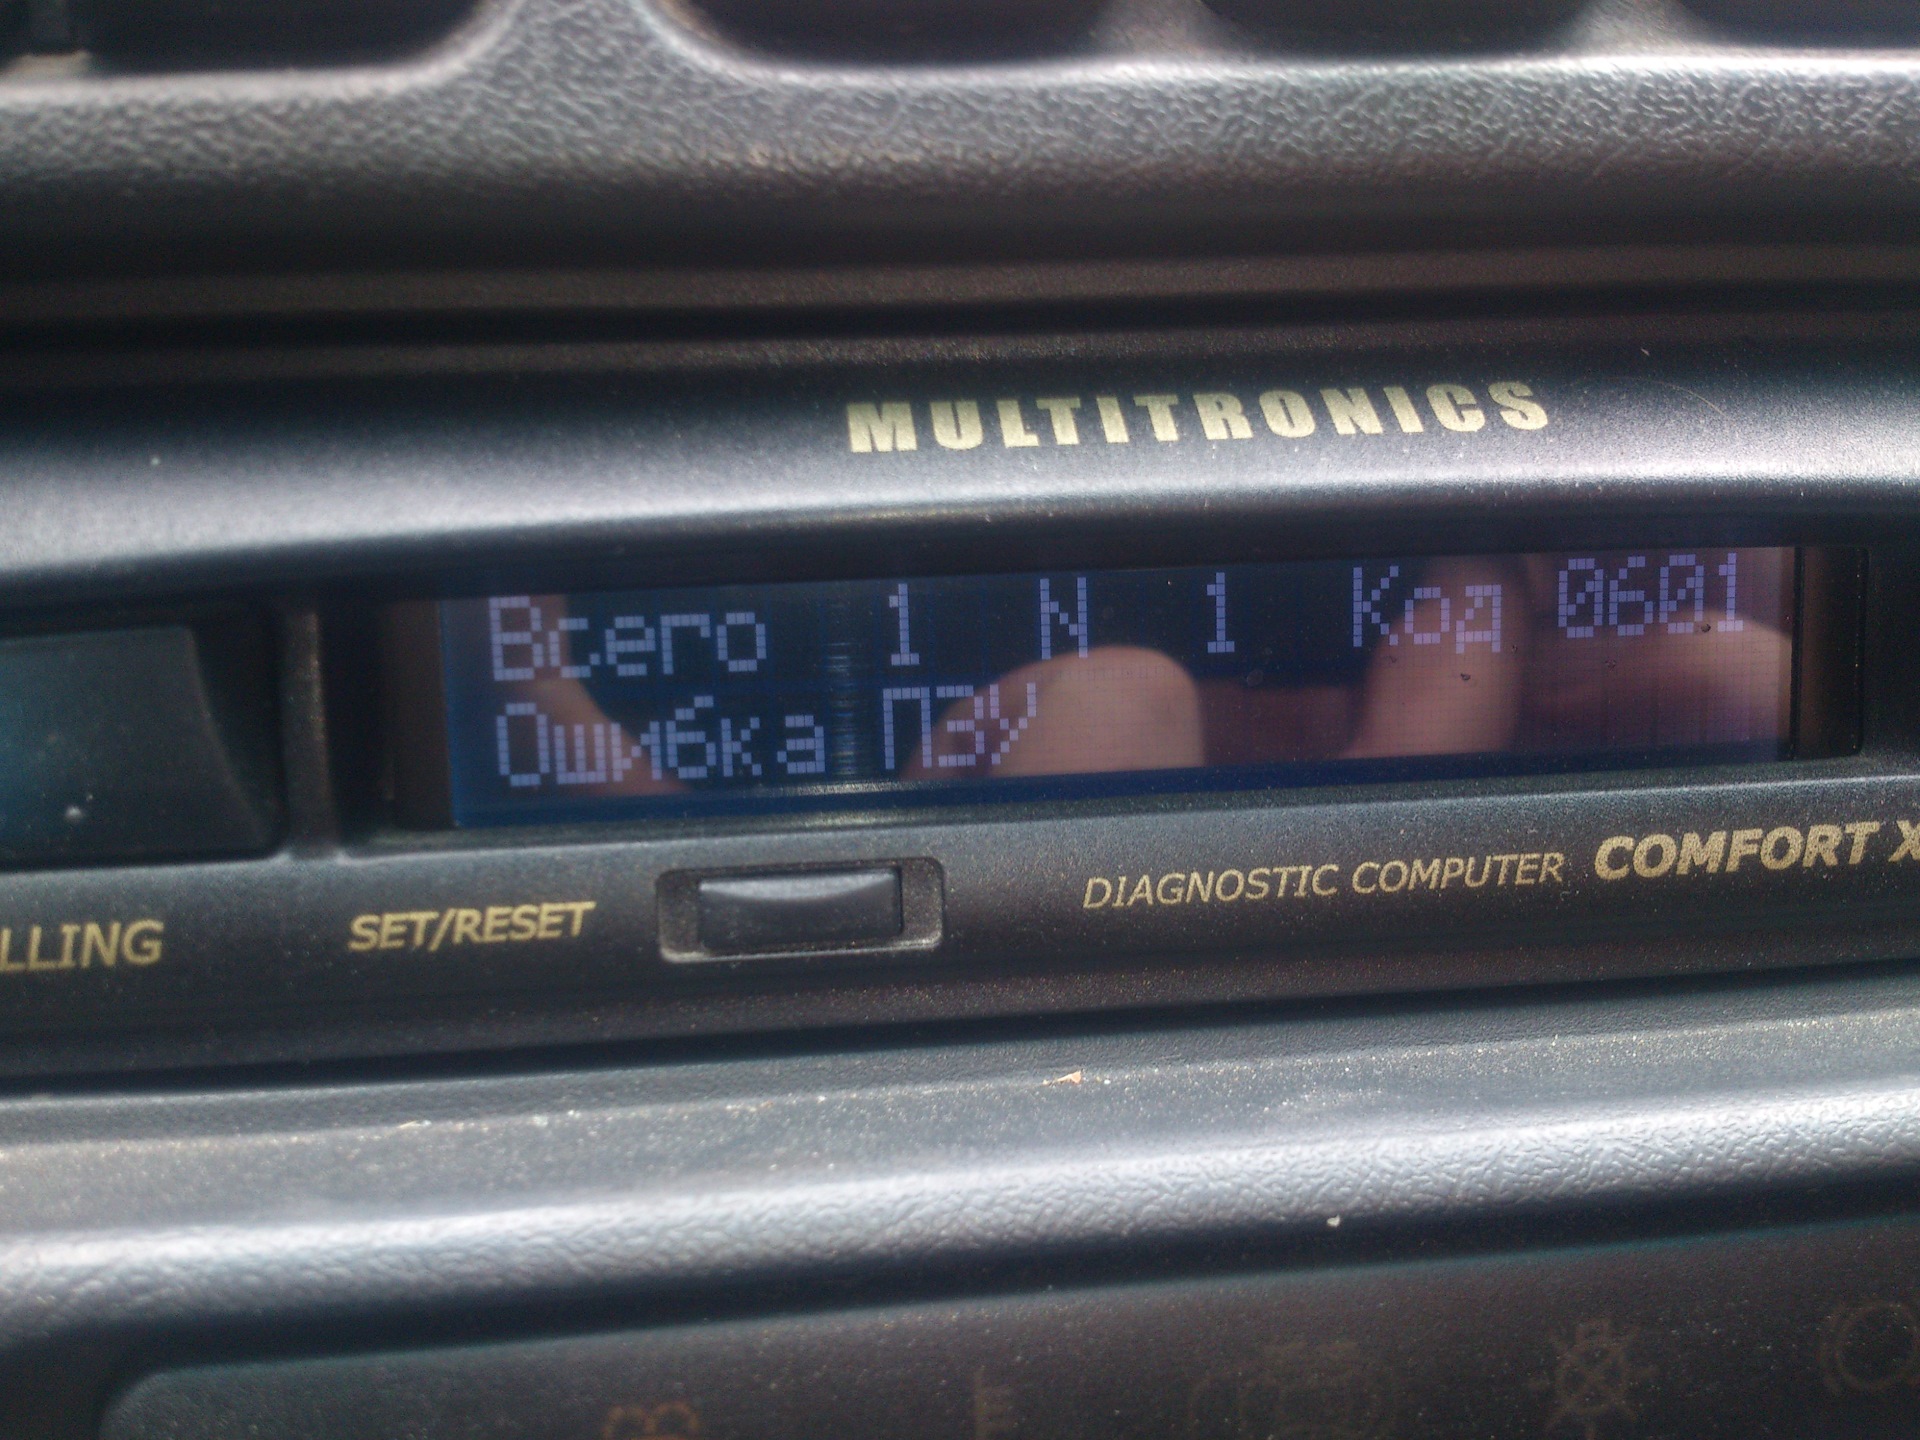 MULTITRONICS
Всего 1 N 1 Код 0601
Ошибка ПЗУ
LLING SET/RESET DIAGNOSTIC COMPUTER COMFORT X